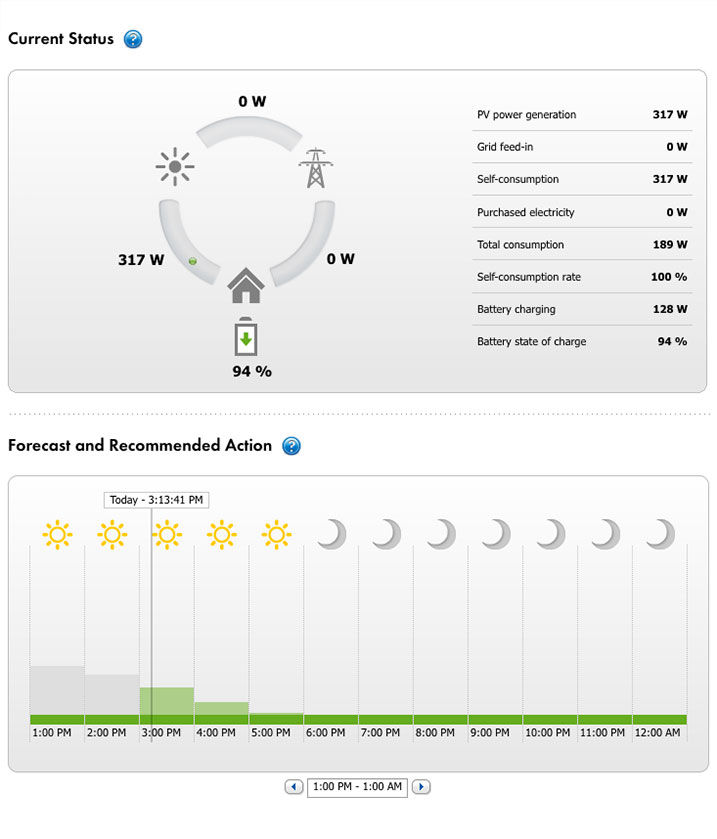 Current Status ?
0 W
317 W
0 W
94 %
PV power generation 317 W
Grid feed-in 0 W
Self-consumption 317 W
Purchased electricity 0 W
Total consumption 189 W
Self-consumption rate 100 %
Battery charging 128 W
Battery state of charge 94 %
Forecast and Recommended Action ?
Today - 3:13:41 PM
1:00 PM 2:00 PM 3:00 PM 4:00 PM 5:00 PM 6:00 PM 7:00 PM 8:00 PM 9:00 PM 10:00 PM 11:00 PM 12:00 AM
1:00 PM - 1:00 AM